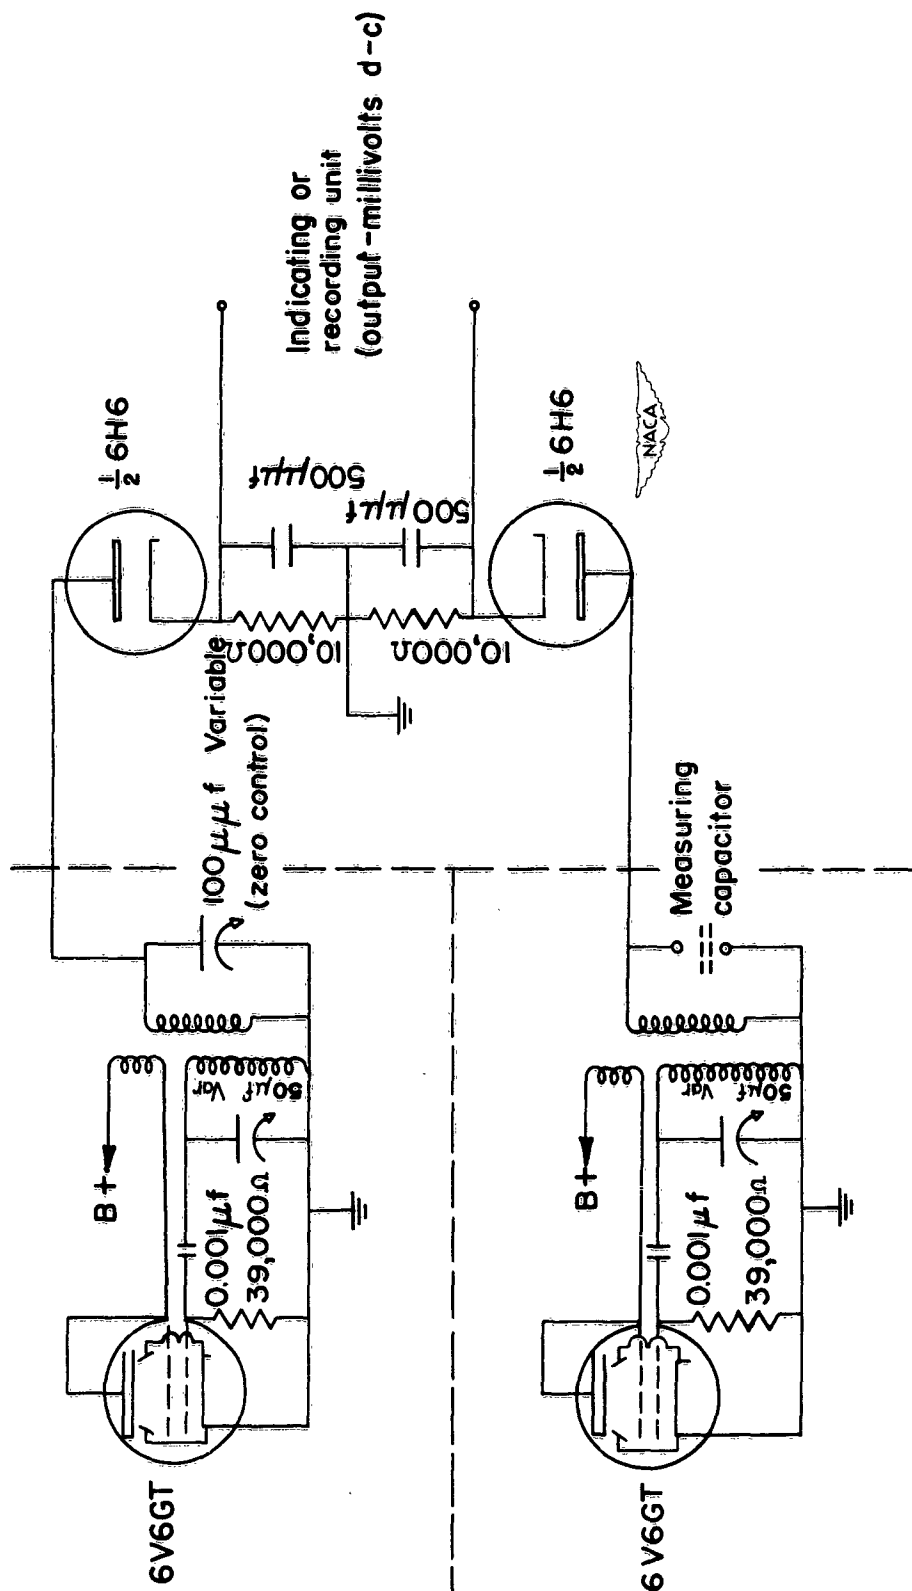 6V6GT
B+
0.001μf
39,000Ω
50μf
Var
100μμf Variable
(zero control)
½ 6H6
10,000Ω
500μμf
10,000Ω
500μμf
Indicating or
recording unit
(output-millivolts d-c)
6V6GT
B+
0.001μf
39,000Ω
50μf
Var
Measuring
capacitor
½ 6H6
NACA